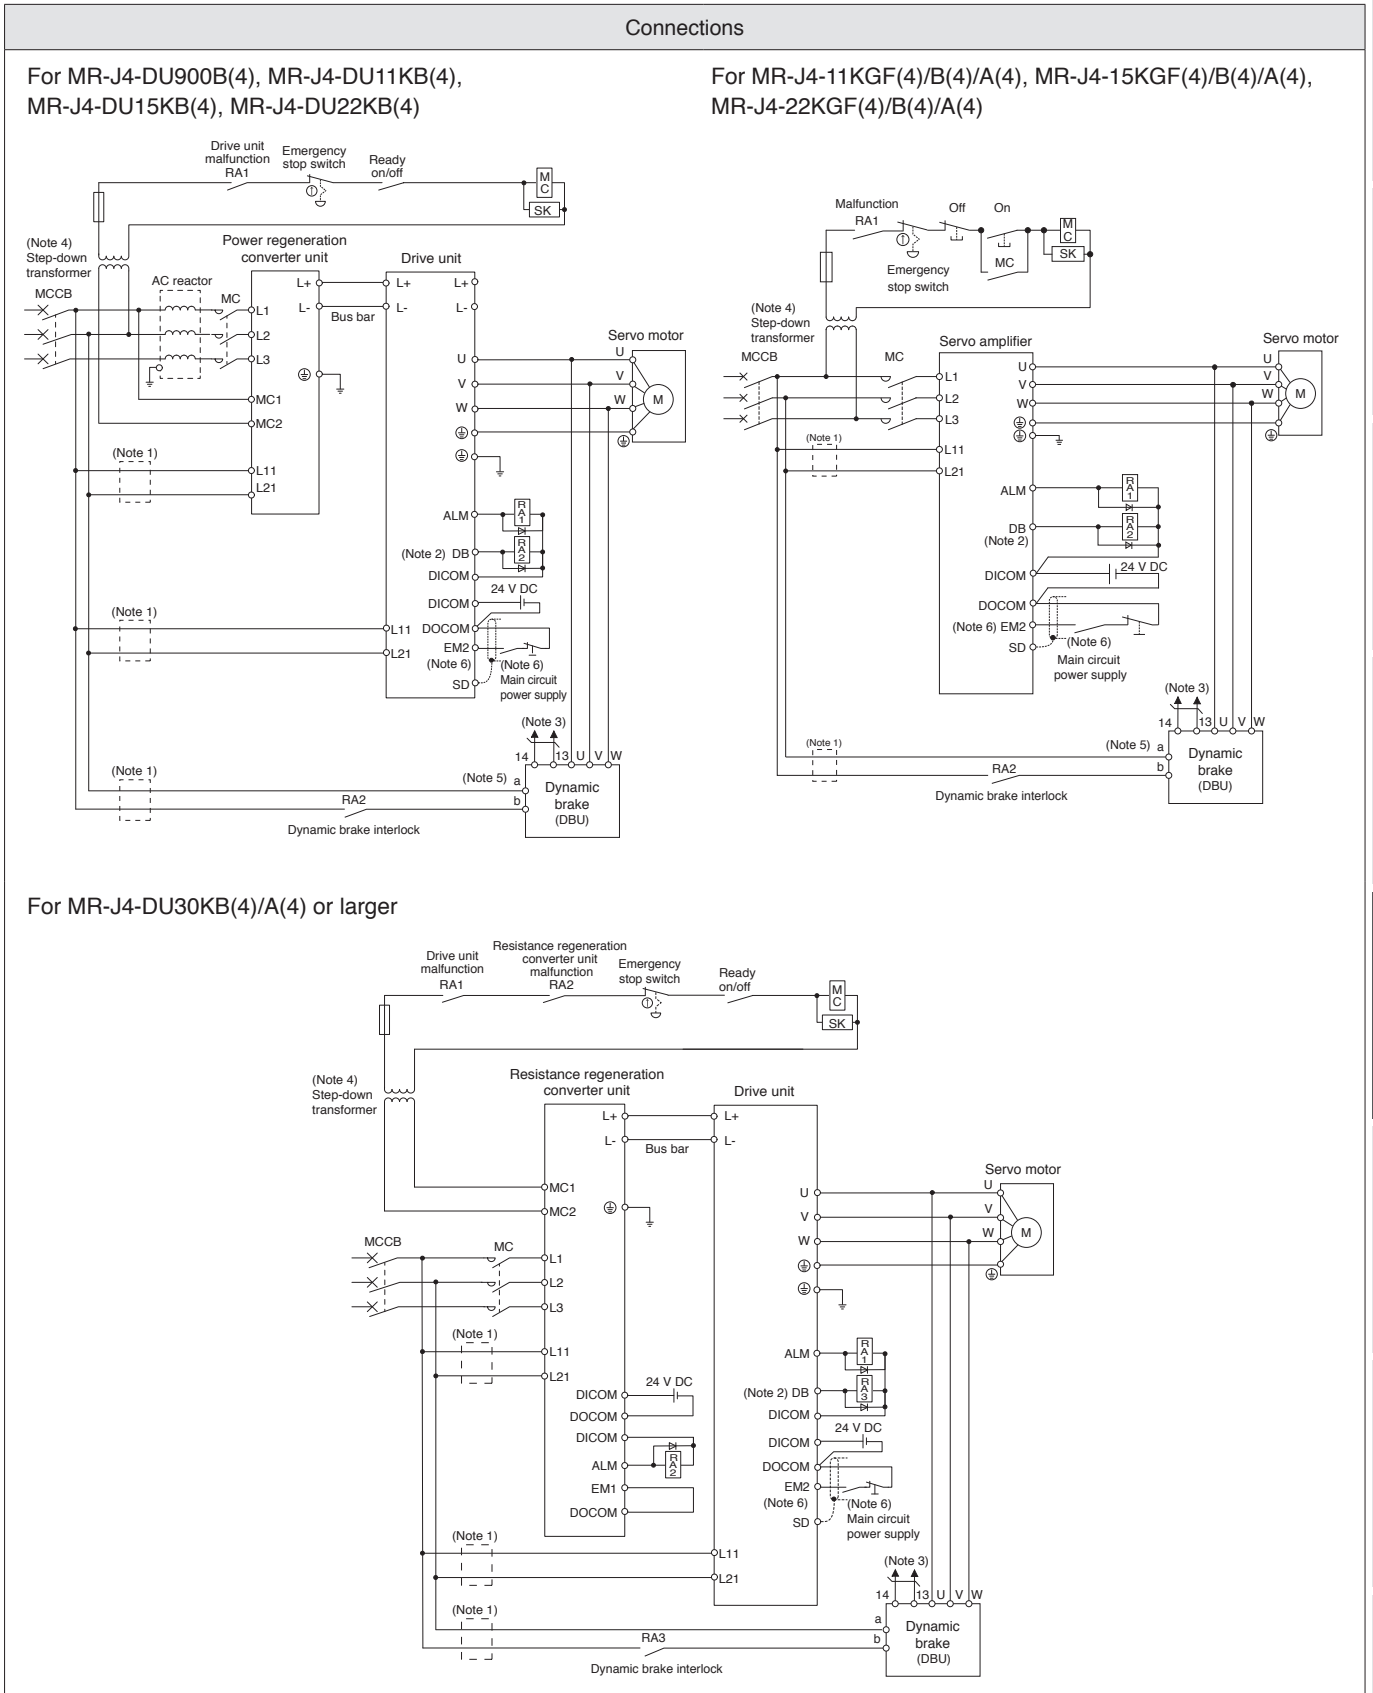 Connections
For MR-J4-DU900B(4), MR-J4-DU11KB(4),
MR-J4-DU15KB(4), MR-J4-DU22KB(4)
Drive unit
malfunction
RA1
Emergency
stop switch
Ready
on/off
M
C
SK
(Note 4)
Step-down
transformer
Power regeneration
converter unit
Drive unit
AC reactor
MCCB
MC
L+
L+
L+
L1
L-
L-
L-
Bus bar
L2
L3
Servo motor
U
U
V
V
W
W
M
MC1
MC2
(Note 1)
L11
L21
ALM
RA1
(Note 2) DB
RA2
DICOM
24 V DC
DICOM
(Note 1)
L11
DOCOM
L21
EM2
(Note 6)
(Note 6)
Main circuit
power supply
SD
(Note 3)
14
13
U
V
W
(Note 1)
(Note 5)
a
b
RA2
Dynamic brake interlock
Dynamic
brake
(DBU)
For MR-J4-11KGF(4)/B(4)/A(4), MR-J4-15KGF(4)/B(4)/A(4),
MR-J4-22KGF(4)/B(4)/A(4)
Malfunction
RA1
Off
On
M
C
SK
MC
Emergency
stop switch
(Note 4)
Step-down
transformer
Servo amplifier
Servo motor
MCCB
MC
L1
U
U
L2
V
V
L3
W
W
M
(Note 1)
L11
L21
ALM
RA1
DB
(Note 2)
RA2
DICOM
24 V DC
DOCOM
(Note 6) EM2
SD
(Note 6)
Main circuit
power supply
(Note 3)
14
13
U
V
W
(Note 1)
(Note 5)
a
b
RA2
Dynamic brake interlock
Dynamic
brake
(DBU)
For MR-J4-DU30KB(4)/A(4) or larger
Drive unit
malfunction
RA1
Resistance regeneration
converter unit
malfunction
RA2
Emergency
stop switch
Ready
on/off
M
C
SK
(Note 4)
Step-down
transformer
Resistance regeneration
converter unit
Drive unit
L+
L+
L-
L-
Bus bar
MC1
MC2
Servo motor
U
U
V
V
W
W
M
MCCB
MC
L1
L2
L3
(Note 1)
L11
L21
DICOM
24 V DC
DOCOM
DICOM
ALM
RA2
EM1
DOCOM
ALM
RA1
(Note 2) DB
RA3
DICOM
24 V DC
DICOM
DOCOM
EM2
(Note 6)
(Note 6)
Main circuit
power supply
SD
(Note 1)
L11
L21
(Note 3)
14
13
U
V
W
(Note 1)
a
b
RA3
Dynamic brake interlock
Dynamic
brake
(DBU)